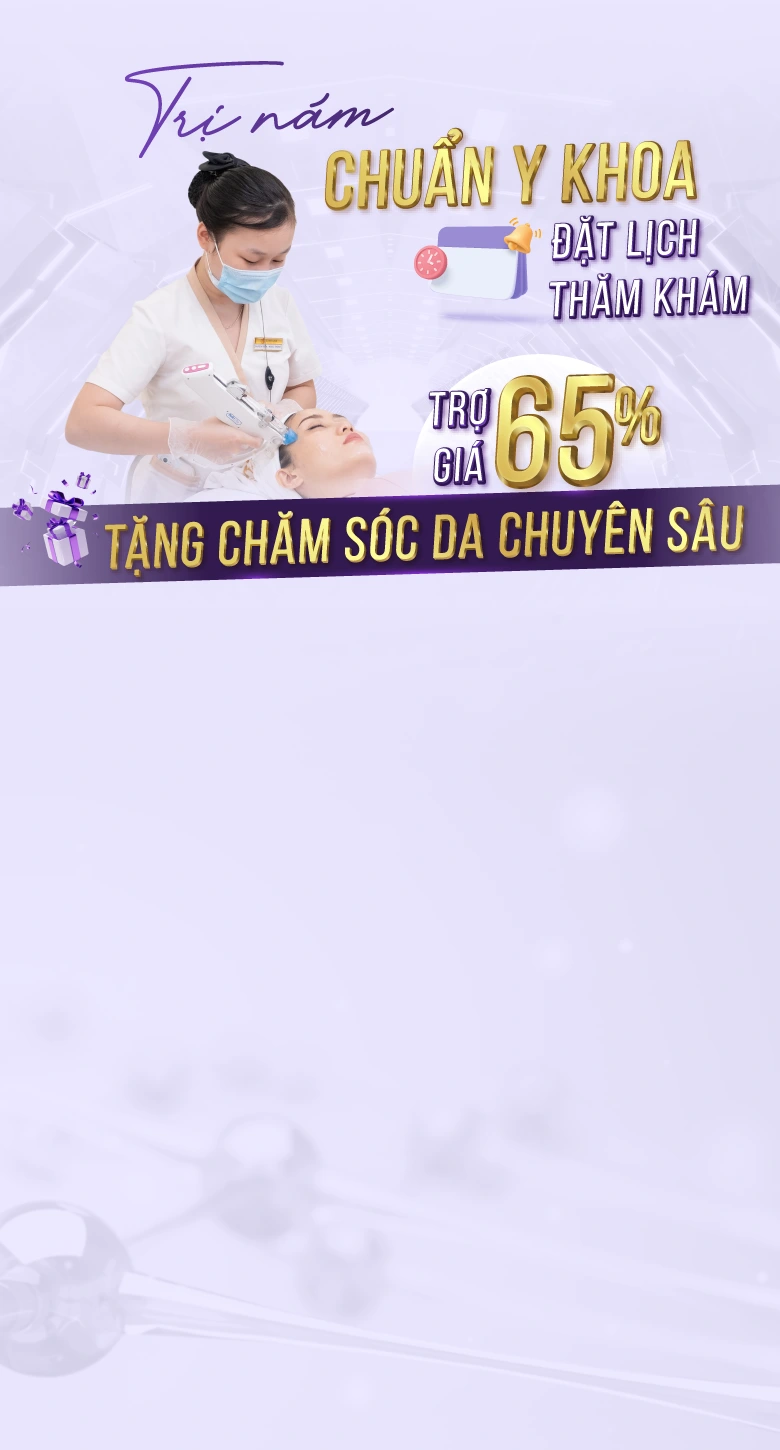 Trị nám
CHUẨN Y KHOA
ĐẶT LỊCH
THĂM KHÁM
TRỢ
GIÁ
65%
TẶNG CHĂM SÓC DA CHUYÊN SÂU